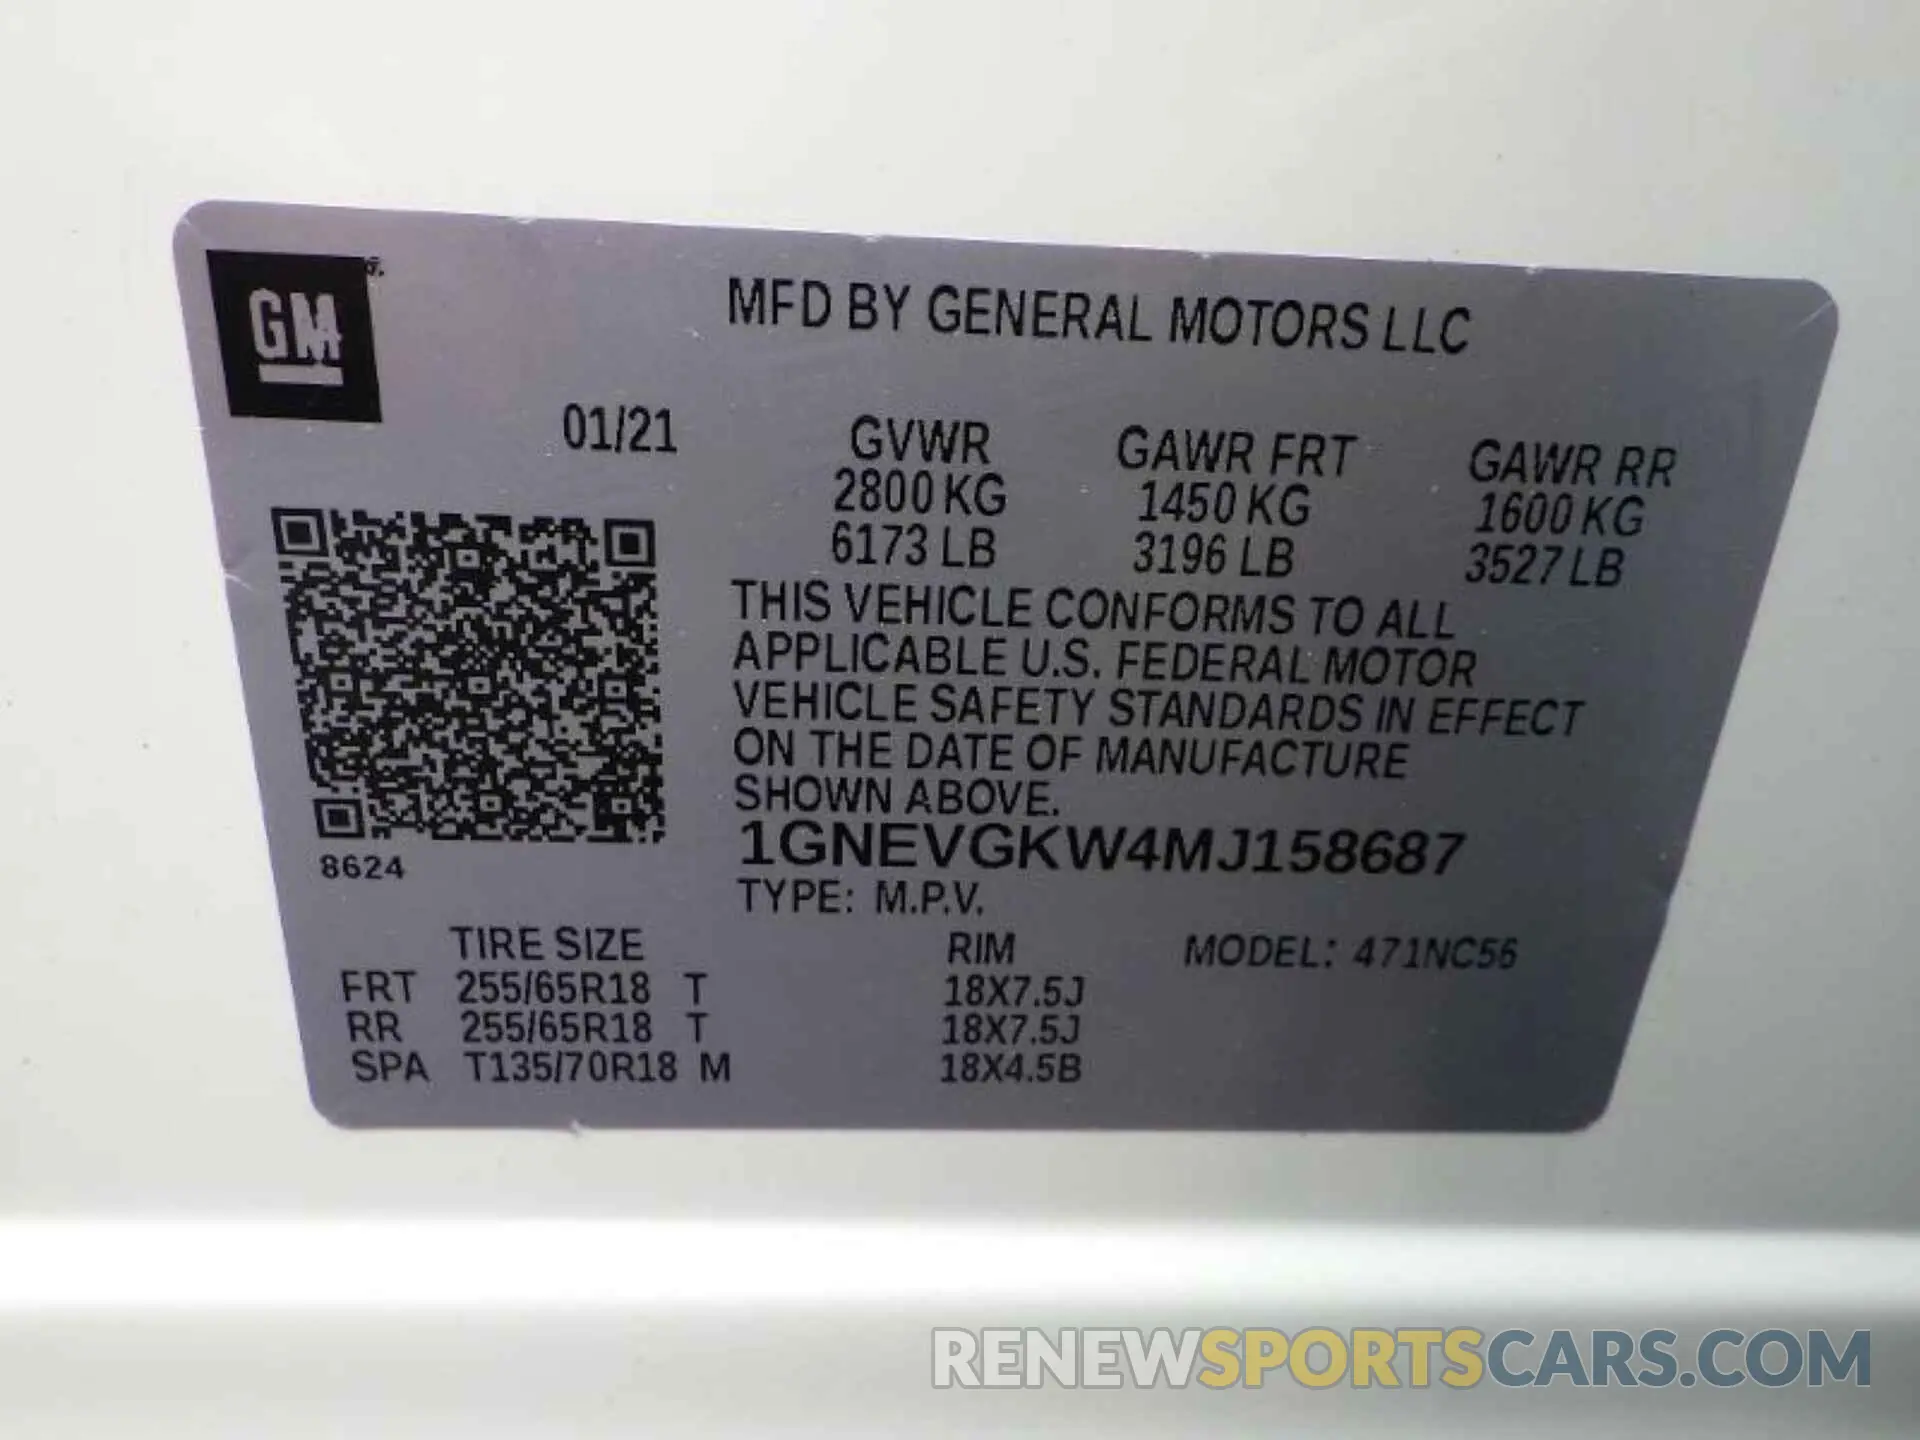 GM
MFD BY GENERAL MOTORS LLC
01/21
GVWR GAWR FRT GAWR RR
2800 KG 1450 KG 1600 KG
6173 LB 3196 LB 3527 LB
THIS VEHICLE CONFORMS TO ALL
APPLICABLE U.S. FEDERAL MOTOR
VEHICLE SAFETY STANDARDS IN EFFECT
ON THE DATE OF MANUFACTURE
SHOWN ABOVE.
1GNEVGKW4MJ158687
8624
TYPE: M.P.V.
TIRE SIZE RIM MODEL: 471NC56
FRT 255/65R18 T 18X7.5J
RR 255/65R18 T 18X7.5J
SPA T135/70R18 M 18X4.5B
RENEWSPORTSCARS.COM